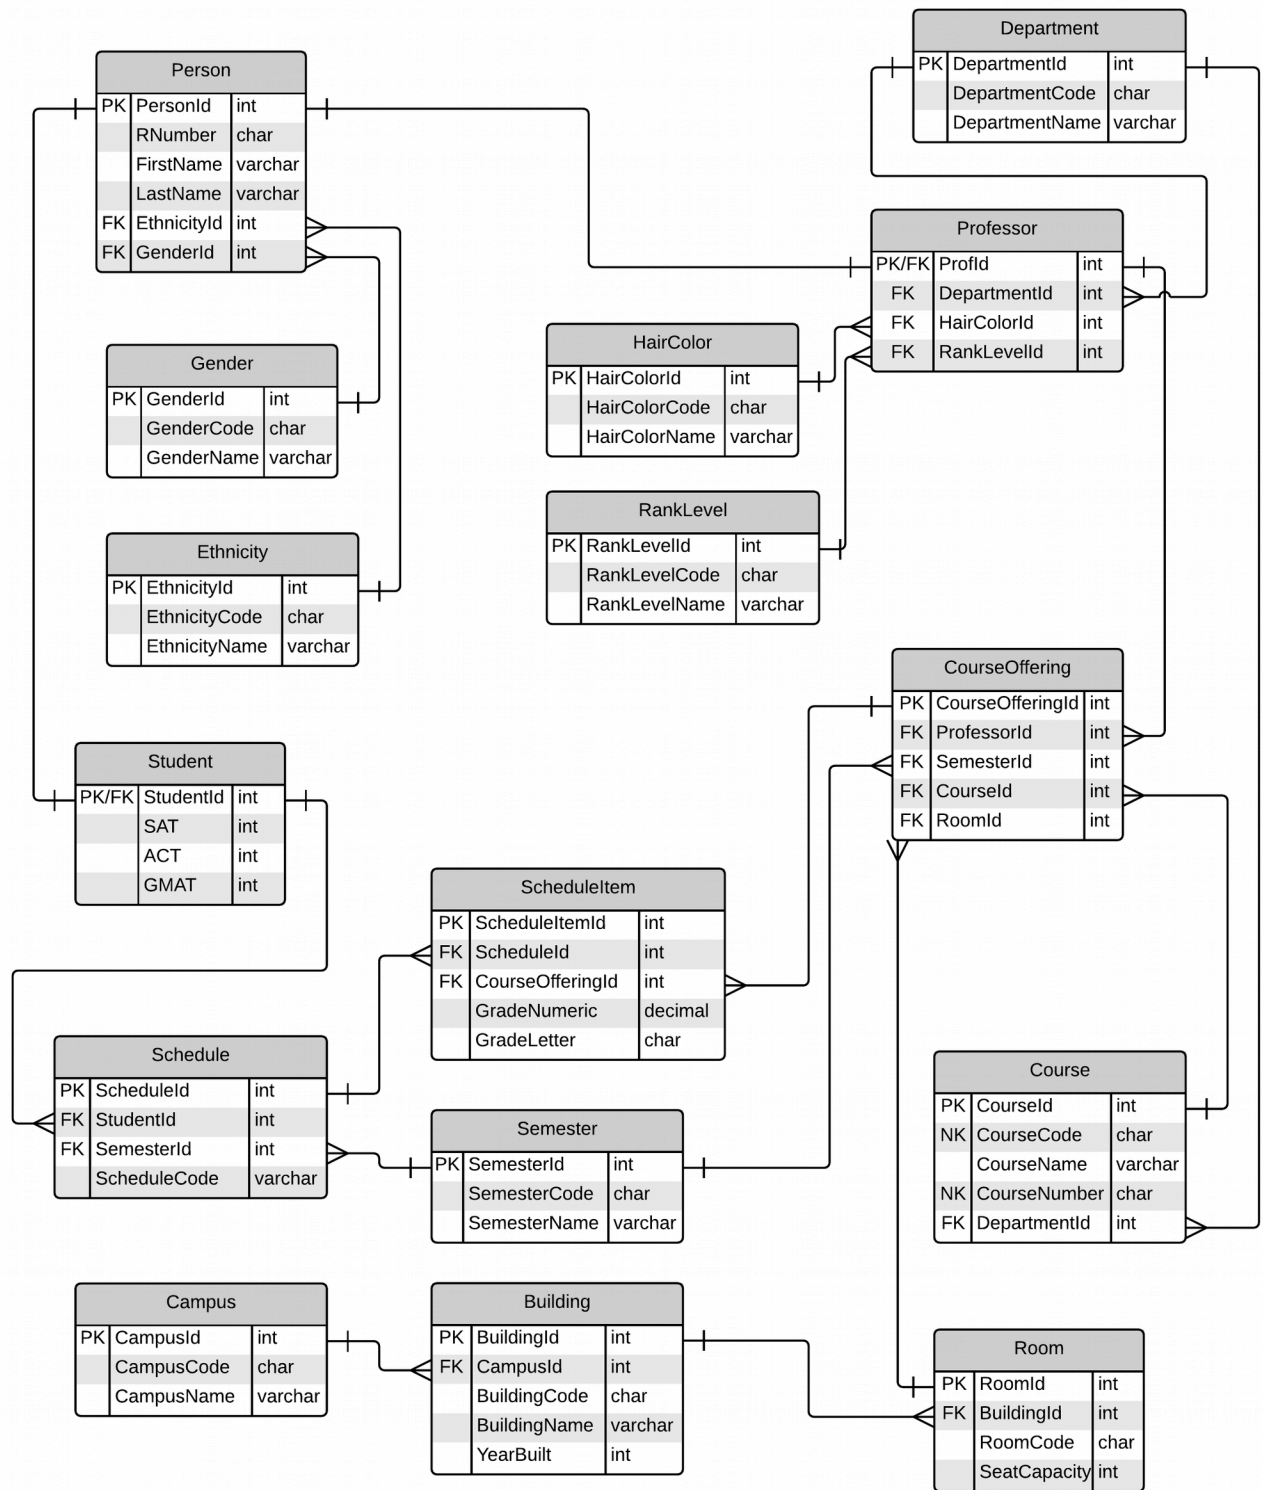 Department
PK DepartmentId int
DepartmentCode char
DepartmentName varchar
Person
PK PersonId int
RNumber char
FirstName varchar
LastName varchar
FK EthnicityId int
FK GenderId int
Professor
PK/FK ProfId int
FK DepartmentId int
FK HairColorId int
FK RankLevelId int
HairColor
PK HairColorId int
HairColorCode char
HairColorName varchar
Gender
PK GenderId int
GenderCode char
GenderName varchar
RankLevel
PK RankLevelId int
RankLevelCode char
RankLevelName varchar
Ethnicity
PK EthnicityId int
EthnicityCode char
EthnicityName varchar
CourseOffering
PK CourseOfferingId int
FK ProfessorId int
FK SemesterId int
FK CourseId int
FK RoomId int
Student
PK/FK StudentId int
SAT int
ACT int
GMAT int
ScheduleItem
PK ScheduleItemId int
FK ScheduleId int
FK CourseOfferingId int
GradeNumeric decimal
GradeLetter char
Schedule
PK ScheduleId int
FK StudentId int
FK SemesterId int
ScheduleCode varchar
Course
PK CourseId int
NK CourseCode char
CourseName varchar
NK CourseNumber char
FK DepartmentId int
Semester
PK SemesterId int
SemesterCode char
SemesterName varchar
Campus
PK CampusId int
CampusCode char
CampusName varchar
Building
PK BuildingId int
FK CampusId int
BuildingCode char
BuildingName varchar
YearBuilt int
Room
PK RoomId int
FK BuildingId int
RoomCode char
SeatCapacity int